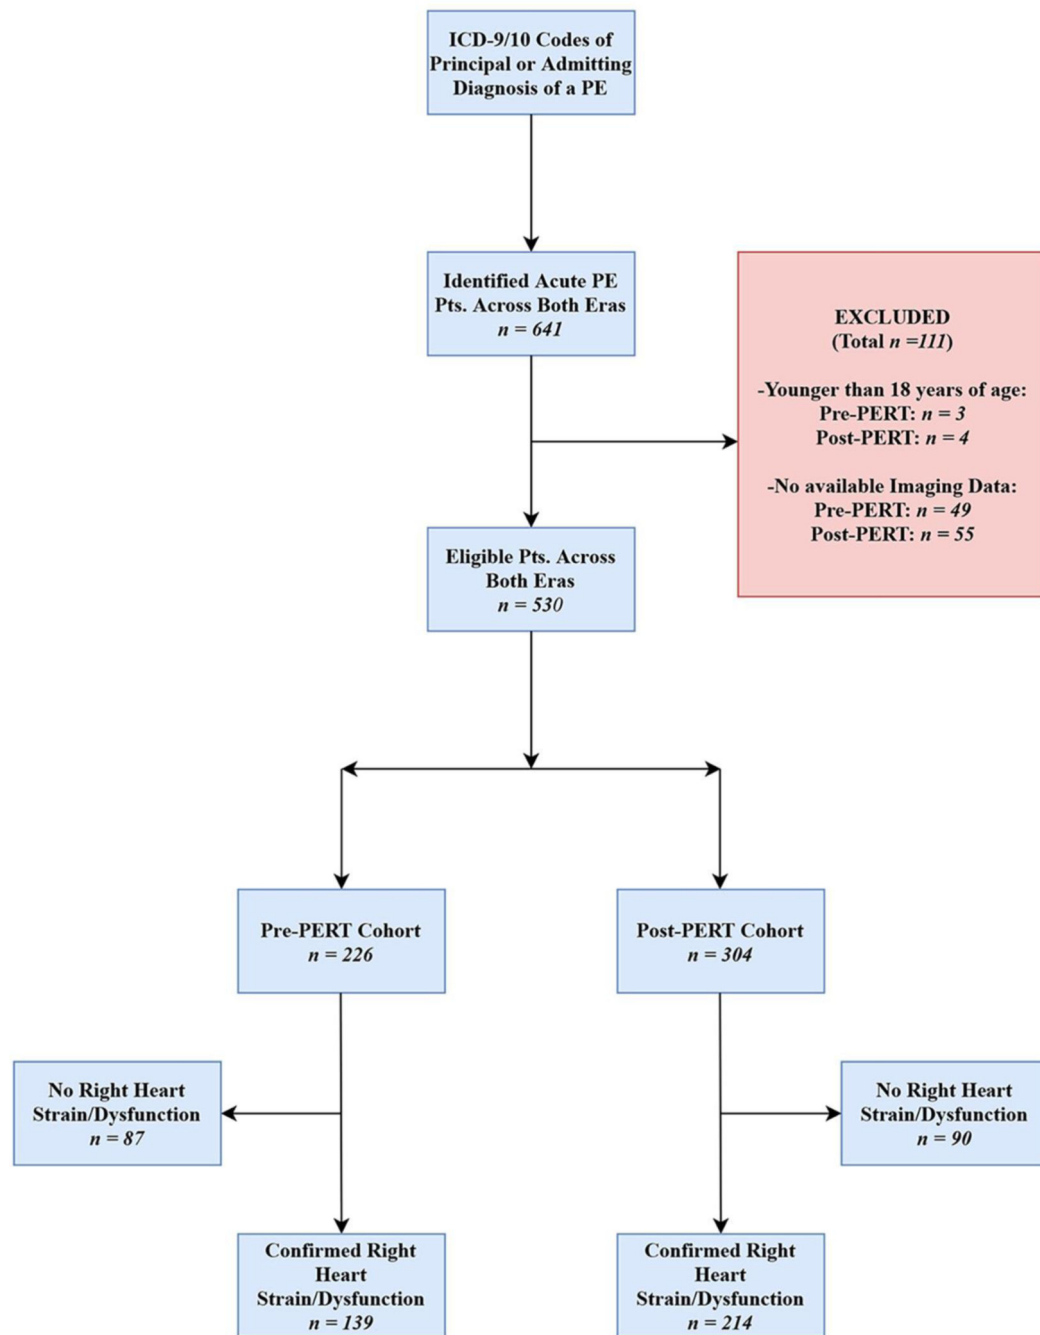 ICD-9/10 Codes of
Principal or Admitting
Diagnosis of a PE
Identified Acute PE
Pts. Across Both Eras
n = 641
EXCLUDED
(Total n =111)
-Younger than 18 years of age:
Pre-PERT: n = 3
Post-PERT: n = 4
-No available Imaging Data:
Pre-PERT: n = 49
Post-PERT: n = 55
Eligible Pts. Across
Both Eras
n = 530
Pre-PERT Cohort
n = 226
Post-PERT Cohort
n = 304
No Right Heart
Strain/Dysfunction
n = 87
No Right Heart
Strain/Dysfunction
n = 90
Confirmed Right
Heart
Strain/Dysfunction
n = 139
Confirmed Right
Heart
Strain/Dysfunction
n = 214